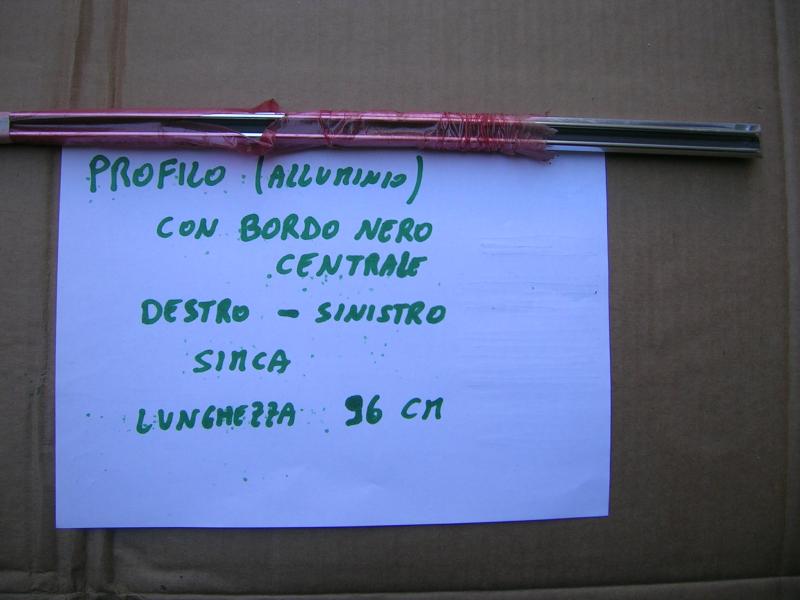 PROFILO (ALLUMINIO)
CON BORDO NERO
CENTRALE
DESTRO - SINISTRO
SIMCA
LUNGHEZZA 96 CM